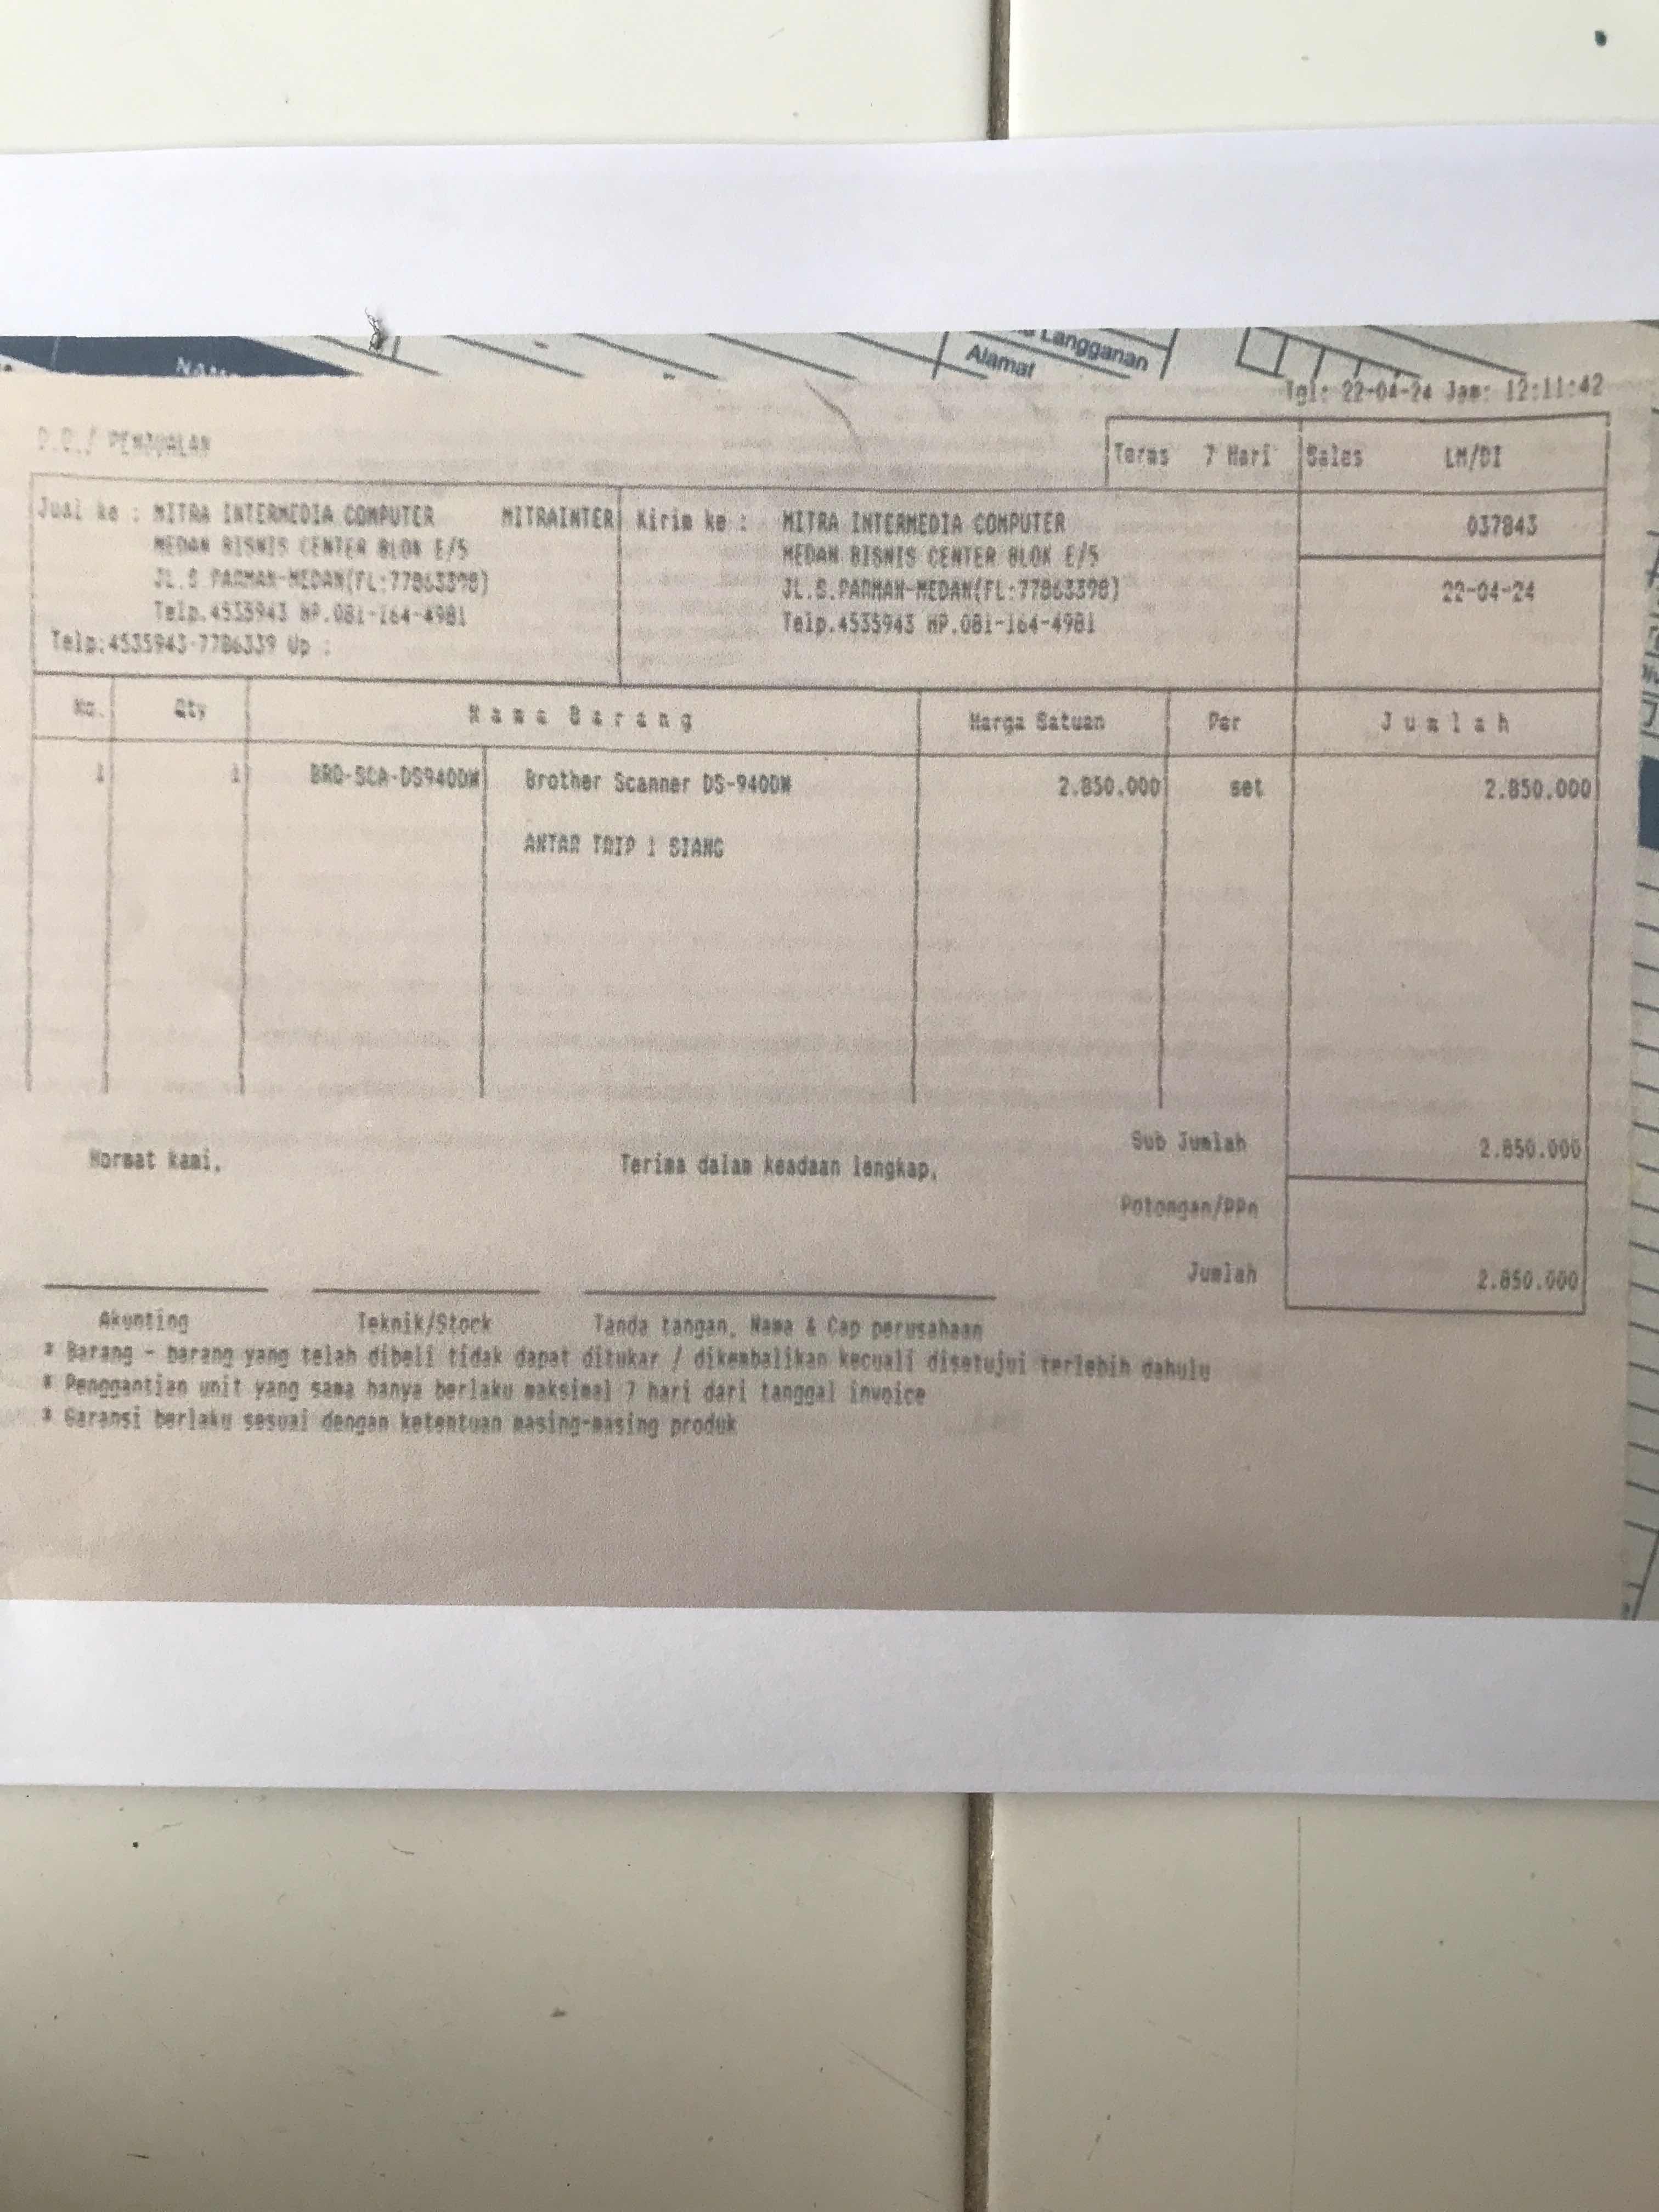 Langganan
Alamat
Tgl: 22-04-24 Jam: 12:11:42
PENJUALAN
Terms 7 Hari Sales LM/DI
Jual ke : MITRA INTERMEDIA COMPUTER MITRAINTER Kirim ke : MITRA INTERMEDIA COMPUTER 037843
MEDAN BISNIS CENTER BLOK E/5 MEDAN BISNIS CENTER BLOK E/5
JL.S.PARMAN-MEDAN(FL:77863398) JL.S.PARMAN-MEDAN(FL:77863398) 22-04-24
Telp.4535943 HP.081-164-4981 Telp.4535943 HP.081-164-4981
Telp:4535943-7786339 Up :
No. Qty Nama Barang Harga Satuan Per Jumlah
1 1 BRO-SCA-DS940DW Brother Scanner DS-940DW 2.850.000 set 2.850.000
ANTAR TRIP 1 SIANG
Sub Jumlah 2.850.000
Hormat kami, Terima dalam keadaan lengkap,
Potongan/PPn
Jumlah 2.850.000
Akunting Teknik/Stock Tanda tangan, Nama & Cap perusahaan
* Barang - barang yang telah dibeli tidak dapat ditukar / dikembalikan kecuali disetujui terlebih dahulu
* Penggantian unit yang sama hanya berlaku maksimal 7 hari dari tanggal invoice
* Garansi berlaku sesuai dengan ketentuan masing-masing produk